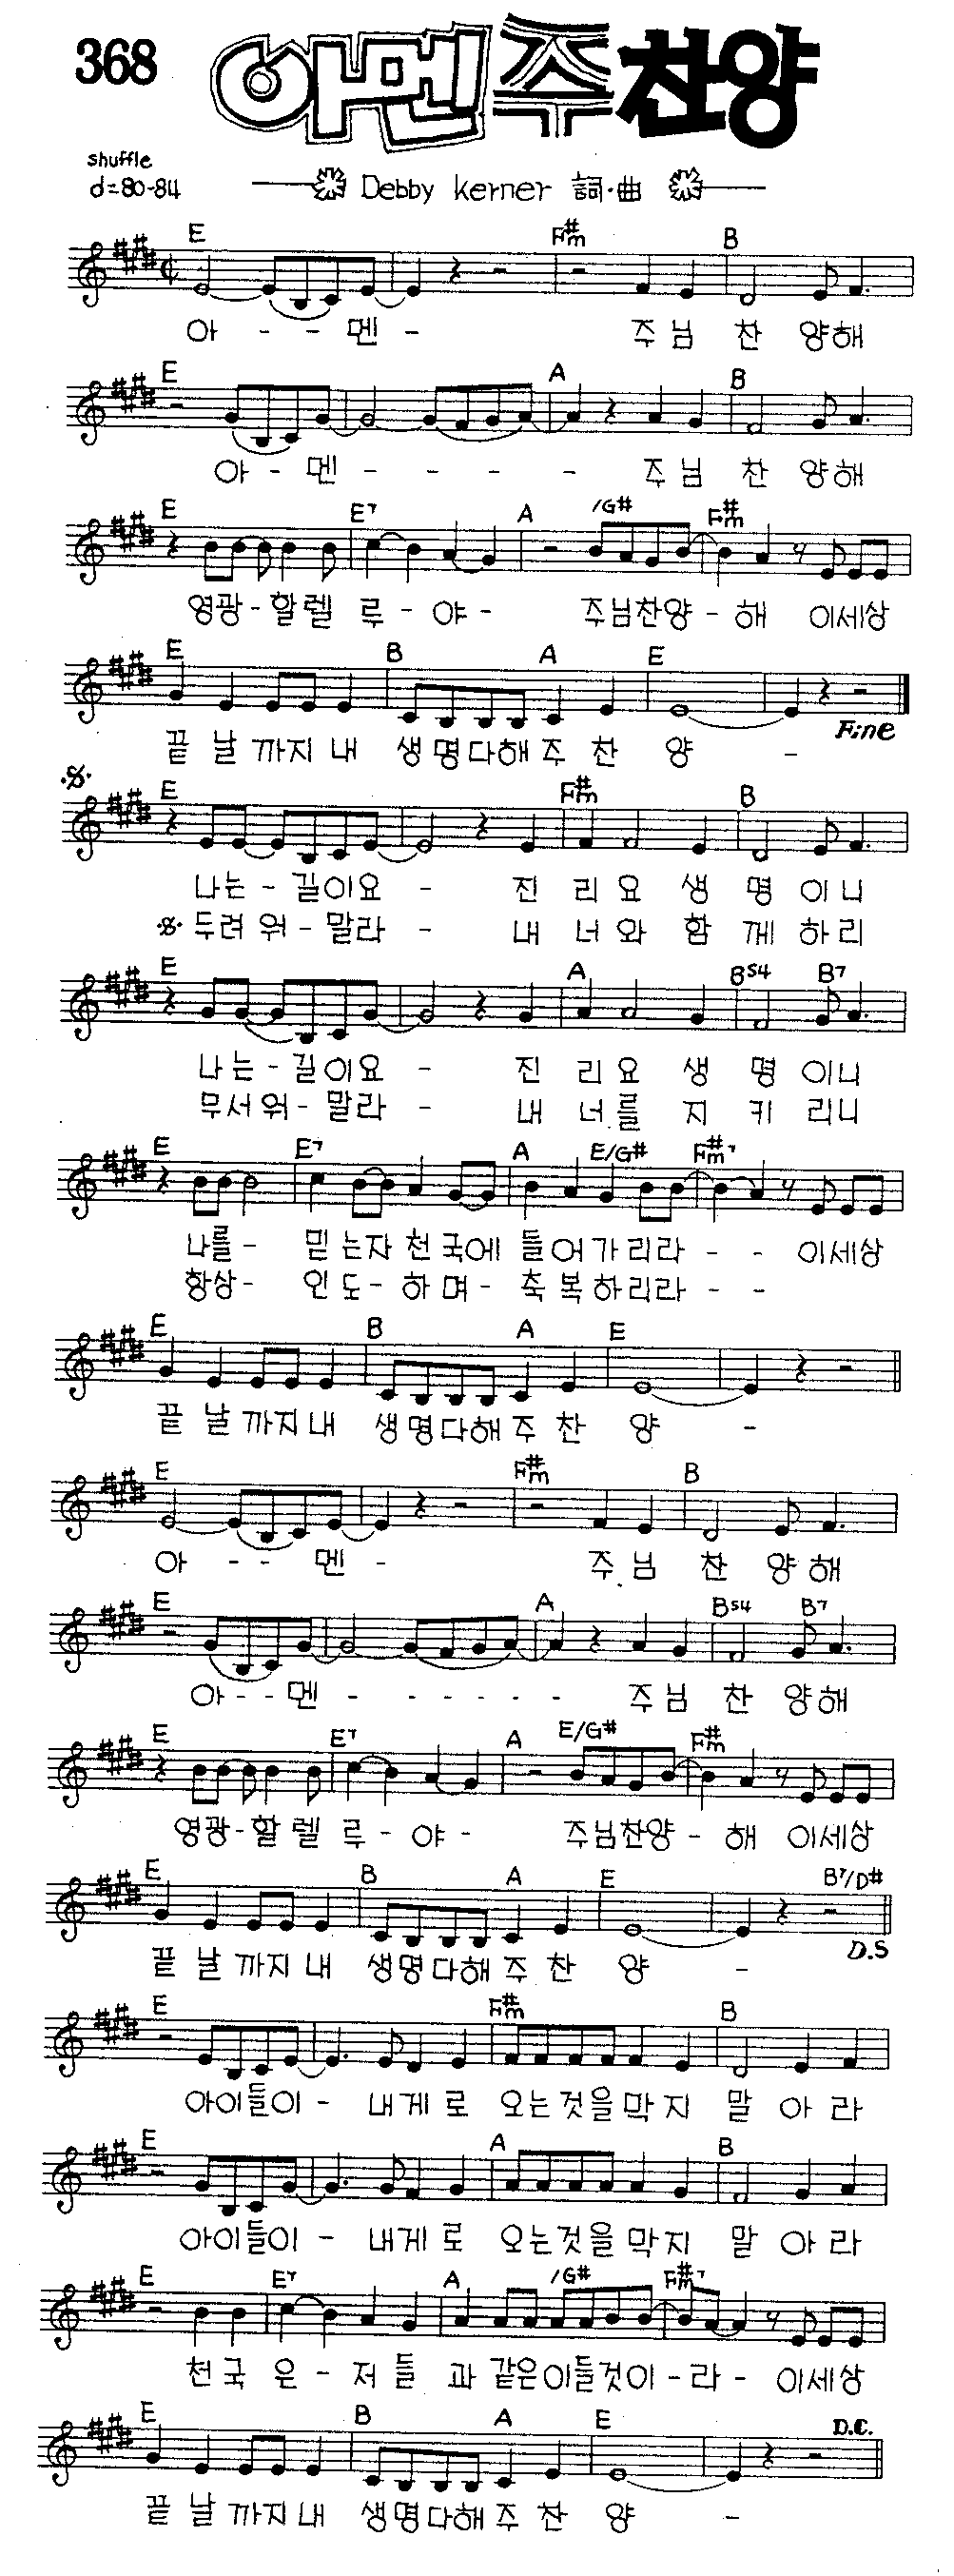 368 아멘 주 찬양
shuffle
d=80-84
Debby kerner 詞·曲
E F#m B
아 - - 멘 - 주 님 찬 양해
E A B
아 - 멘 - - - - 주 님 찬 양해
E E7 A /G# F#m
영광-할렐 루 - 야 - 주님찬양 - 해 이세상
E B A E
Fine
끝 날 까지 내 생명다해 주 찬 양 -
E F#m B
나는 - 길이요 - 진 리 요 생 명 이니
두려 워 - 말라 - 내 너 와 함 께 하 리
E A Bs4 B7
나 는 - 길이요 - 진 리 요 생 명 이니
무서 워 - 말라 - 내 너 를 지 키 리니
E E7 A E/G# F#m7
나를 - 믿 는자 천 국에 들어 가 리라 - - 이세상
항상 - 인 도 - 하 며 - 축 복 하리라 - -
E B A E
끝 날 까지 내 생명다해 주 찬 양 -
E F#m B
아 - - 멘 - 주 님 찬 양 해
E A Bs4 B7
아 - - 멘 - - - - - 주 님 찬 양 해
E E7 A E/G# F#m
영광-할 렐 루 - 야 - 주님찬양 - 해 이세상
E B A E B7/D#
D.S
끝 날 까지 내 생명다해 주 찬 양 -
E F#m B
아이들이 - 내게 로 오는것을 막 지 말 아 라
E A B
아이들이 - 내게 로 오는것을 막지 말 아 라
E E7 A /G# F#m7
천 국 은 - 저 들 과 같은이들것이 - 라 - 이세상
E B A E D.C.
끝 날 까지 내 생명다해 주 찬 양 -